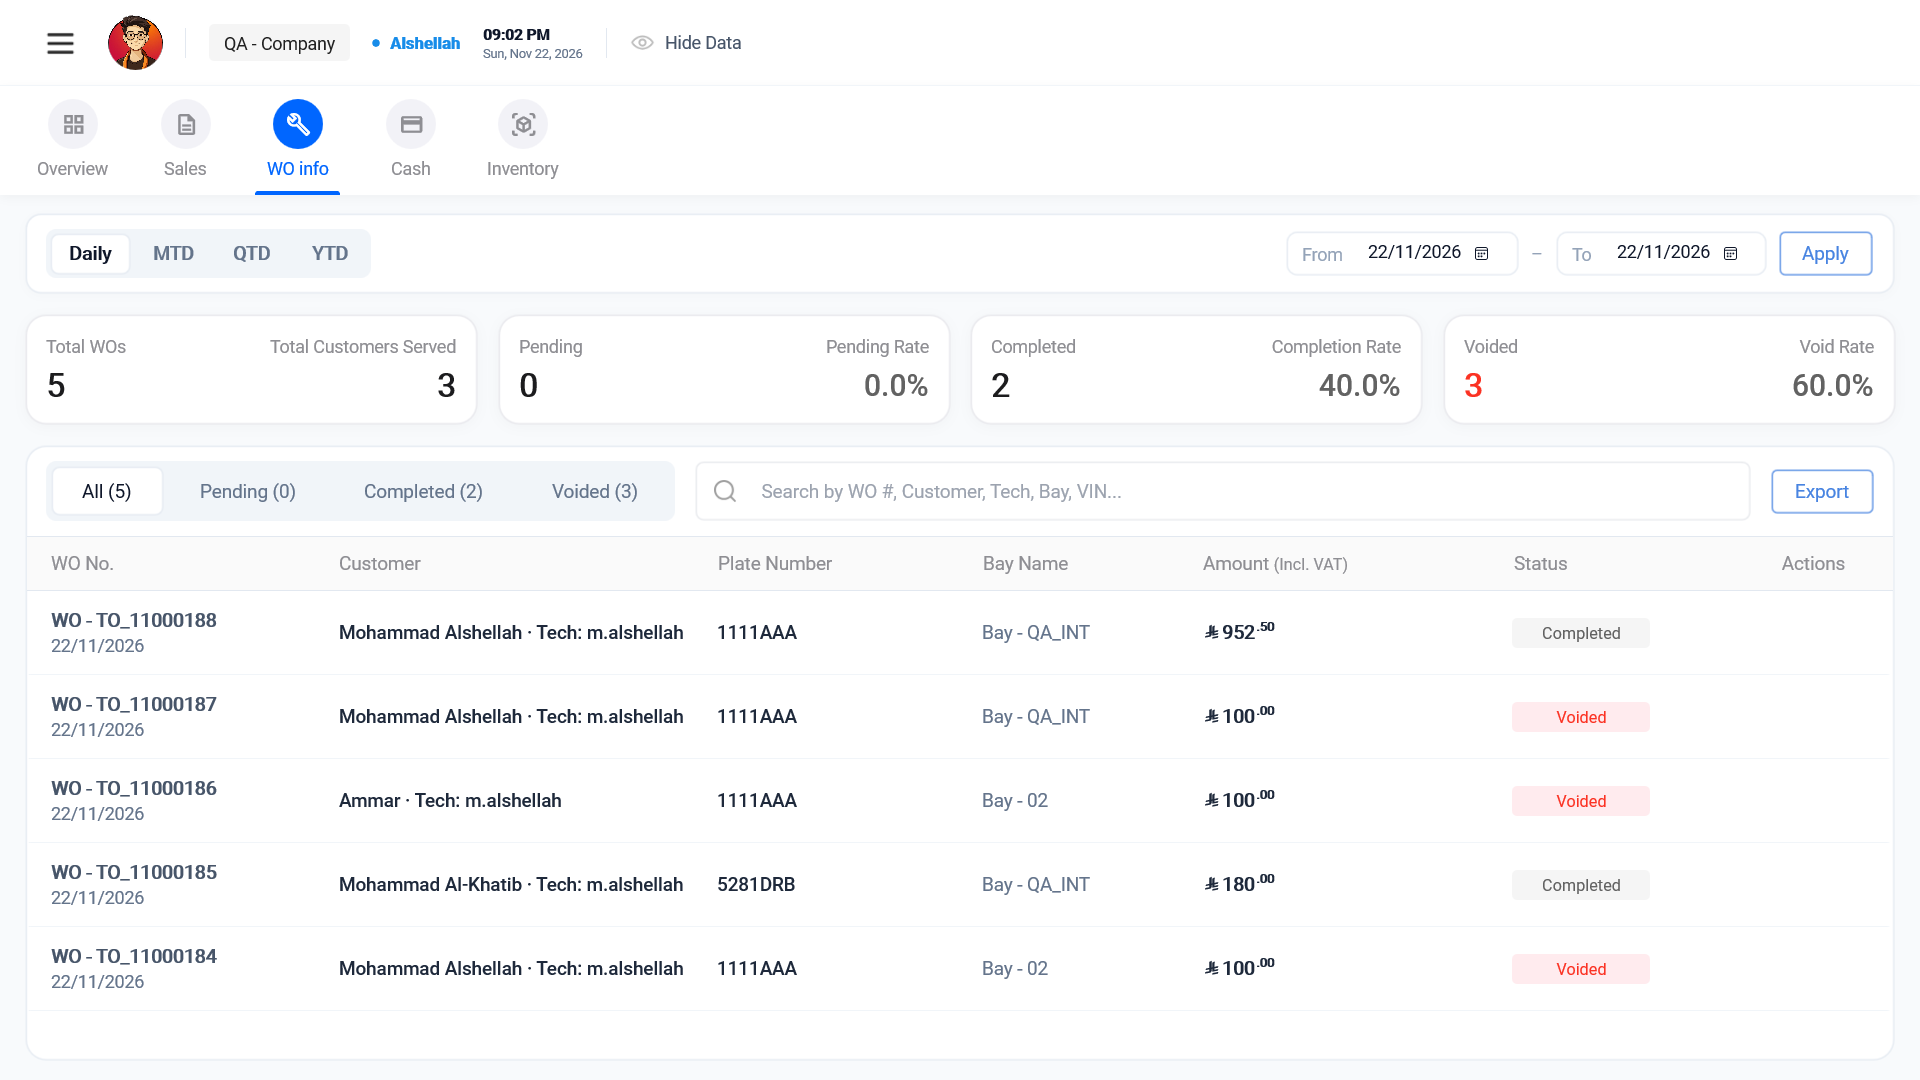 QA - Company
Alshellah
09:02 PM
Sun, Nov 22, 2026
Hide Data
Overview
Sales
WO info
Cash
Inventory
Daily MTD QTD YTD
From 22/11/2026 – To 22/11/2026 Apply
Total WOs Total Customers Served
5 3
Pending Pending Rate
0 0.0%
Completed Completion Rate
2 40.0%
Voided Void Rate
3 60.0%
All (5) Pending (0) Completed (2) Voided (3)
Search by WO #, Customer, Tech, Bay, VIN...
Export
WO No. Customer Plate Number Bay Name Amount (Incl. VAT) Status Actions
WO - TO_11000188
22/11/2026
Mohammad Alshellah · Tech: m.alshellah 1111AAA Bay - QA_INT 952.50 Completed
WO - TO_11000187
22/11/2026
Mohammad Alshellah · Tech: m.alshellah 1111AAA Bay - QA_INT 100.00 Voided
WO - TO_11000186
22/11/2026
Ammar · Tech: m.alshellah 1111AAA Bay - 02 100.00 Voided
WO - TO_11000185
22/11/2026
Mohammad Al-Khatib · Tech: m.alshellah 5281DRB Bay - QA_INT 180.00 Completed
WO - TO_11000184
22/11/2026
Mohammad Alshellah · Tech: m.alshellah 1111AAA Bay - 02 100.00 Voided